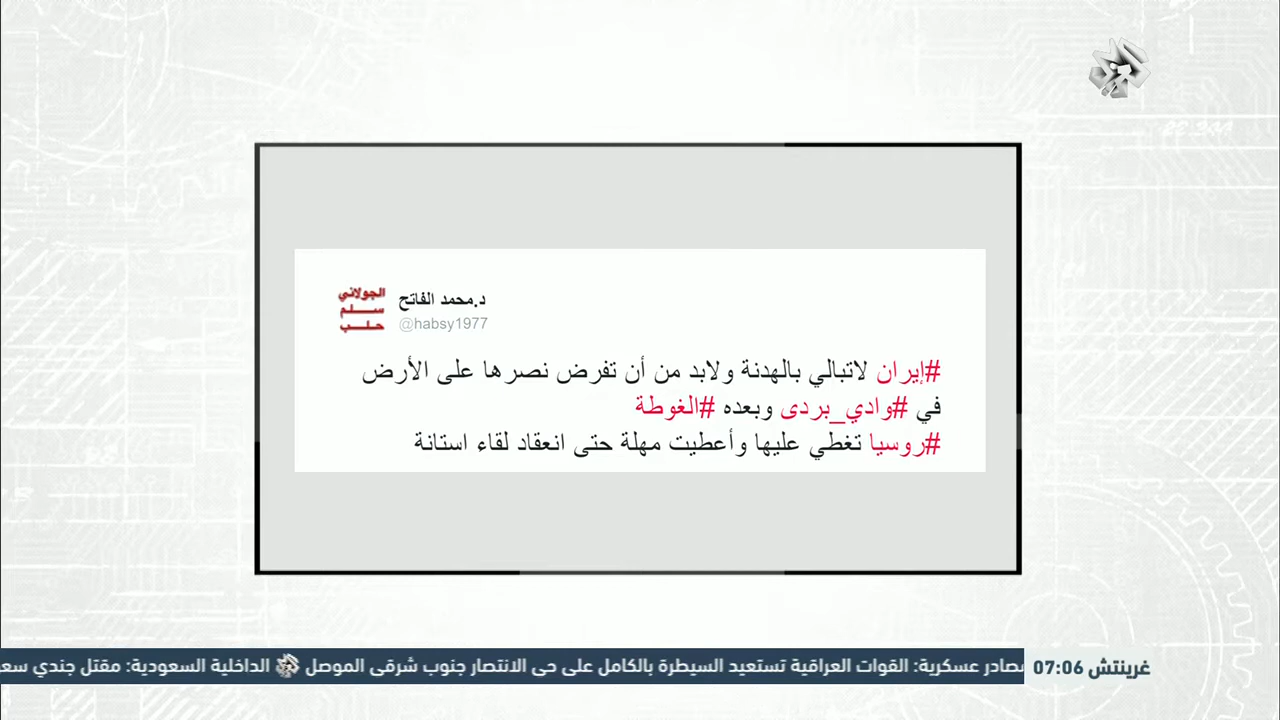 الجولاني
سلم
حلب
د.محمد الفاتح
@habsy1977
#إيران لاتبالي بالهدنة ولابد من أن تفرض نصرها على الأرض
في #وادي_بردى وبعده #الغوطة
#روسيا تغطي عليها وأعطيت مهلة حتى انعقاد لقاء استانة
غرينتش 07:06
مصادر عسكرية: القوات العراقية تستعيد السيطرة بالكامل على حي الانتصار جنوب شرقي الموصل الداخلية السعودية: مقتل جندي